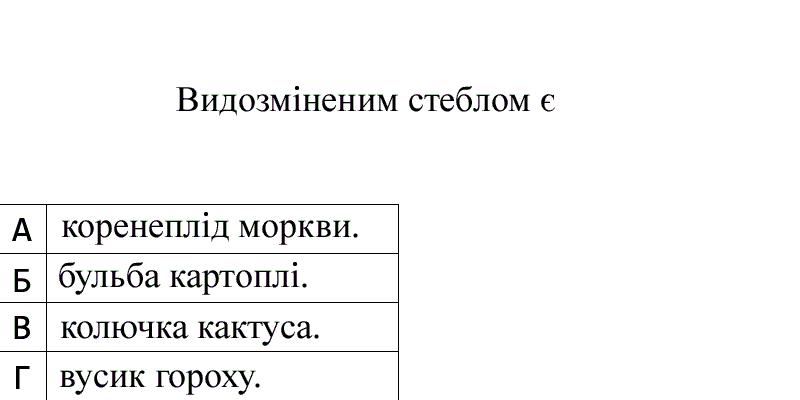 Видозміненим стеблом є
А коренеплід моркви.
Б бульба картоплі.
В колючка кактуса.
Г вусик гороху.